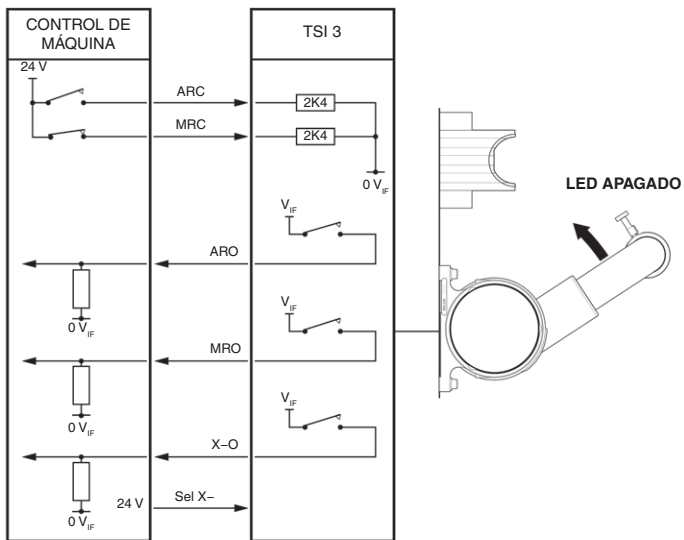 CONTROL DE
MÁQUINA
TSI 3
24 V
ARC
2K4
MRC
2K4
0 VIF
LED APAGADO
VIF
ARO
0 VIF
VIF
MRO
0 VIF
VIF
X–O
24 V
Sel X–
0 VIF